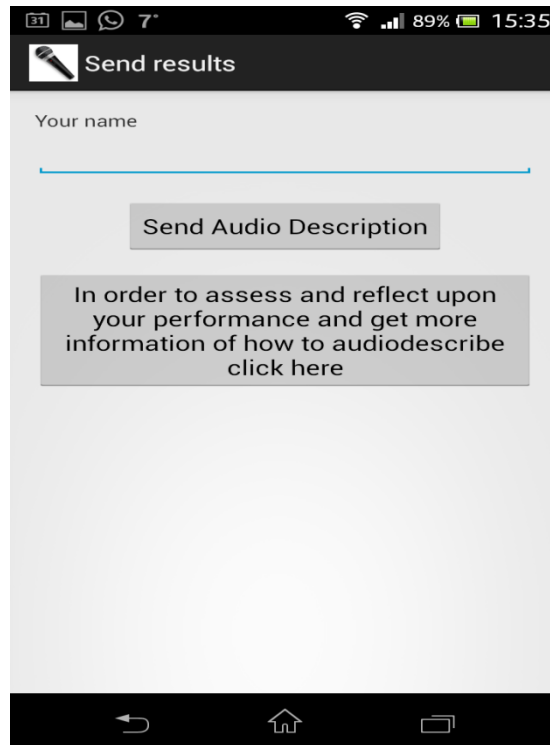 31 7° 89% 15:35
Send results
Your name
Send Audio Description
In order to assess and reflect upon
your performance and get more
information of how to audiodescribe
click here